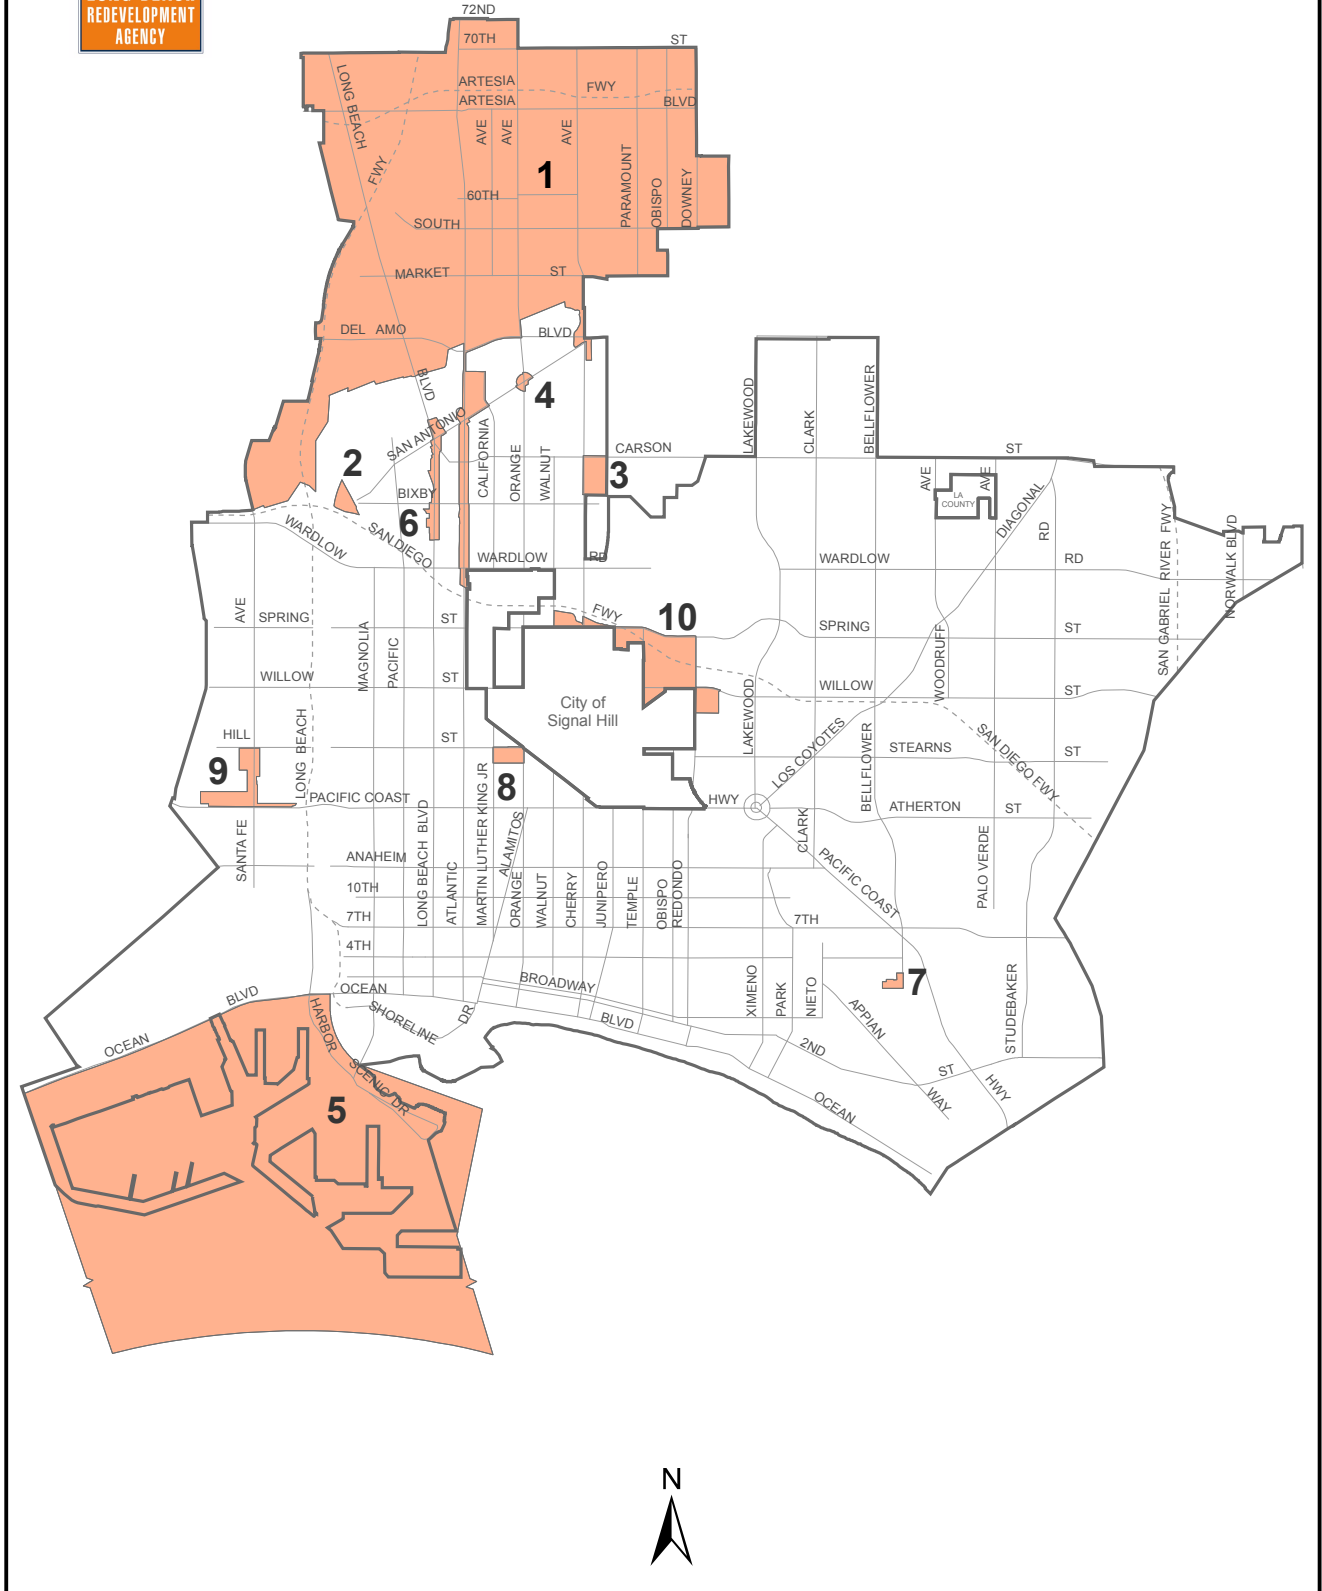 REDEVELOPMENT
AGENCY
72ND
70TH
ST
LONG BEACH
ARTESIA
FWY
ARTESIA
BLVD
AVE
AVE
AVE
FWY
1
PARAMOUNT
OBISPO
DOWNEY
60TH
SOUTH
MARKET
ST
DEL AMO
BLVD
BLVD
4
LAKEWOOD
CLARK
BELLFLOWER
SAN ANTONIO
CALIFORNIA
ORANGE
WALNUT
CARSON
ST
2
3
BIXBY
6
AVE
AVE
LA
COUNTY
DIAGONAL
RD
SAN GABRIEL RIVER FWY
NORWALK BLVD
WARDLOW
SAN DIEGO
WARDLOW
RD
WARDLOW
RD
AVE
SPRING
ST
FWY
10
SPRING
ST
MAGNOLIA
PACIFIC
WOODRUFF
WILLOW
ST
WILLOW
ST
City of
Signal Hill
LAKEWOOD
LONG BEACH
HILL
ST
LOS COYOTES
BELLFLOWER
STEARNS
ST
SAN DIEGO FWY
9
8
PACIFIC COAST
HWY
ATHERTON
ST
SANTA FE
LONG BEACH BLVD
ATLANTIC
MARTIN LUTHER KING JR
ALAMITOS
ORANGE
WALNUT
CHERRY
JUNIPERO
TEMPLE
OBISPO
REDONDO
CLARK
PACIFIC COAST
PALO VERDE
ANAHEIM
10TH
7TH
7TH
4TH
BROADWAY
OCEAN
BLVD
XIMENO
PARK
NIETO
7
APPIAN
STUDEBAKER
HARBOR
SHORELINE
DR
BLVD
2ND
ST
OCEAN
SCENIC DR
OCEAN
WAY
HWY
5
N